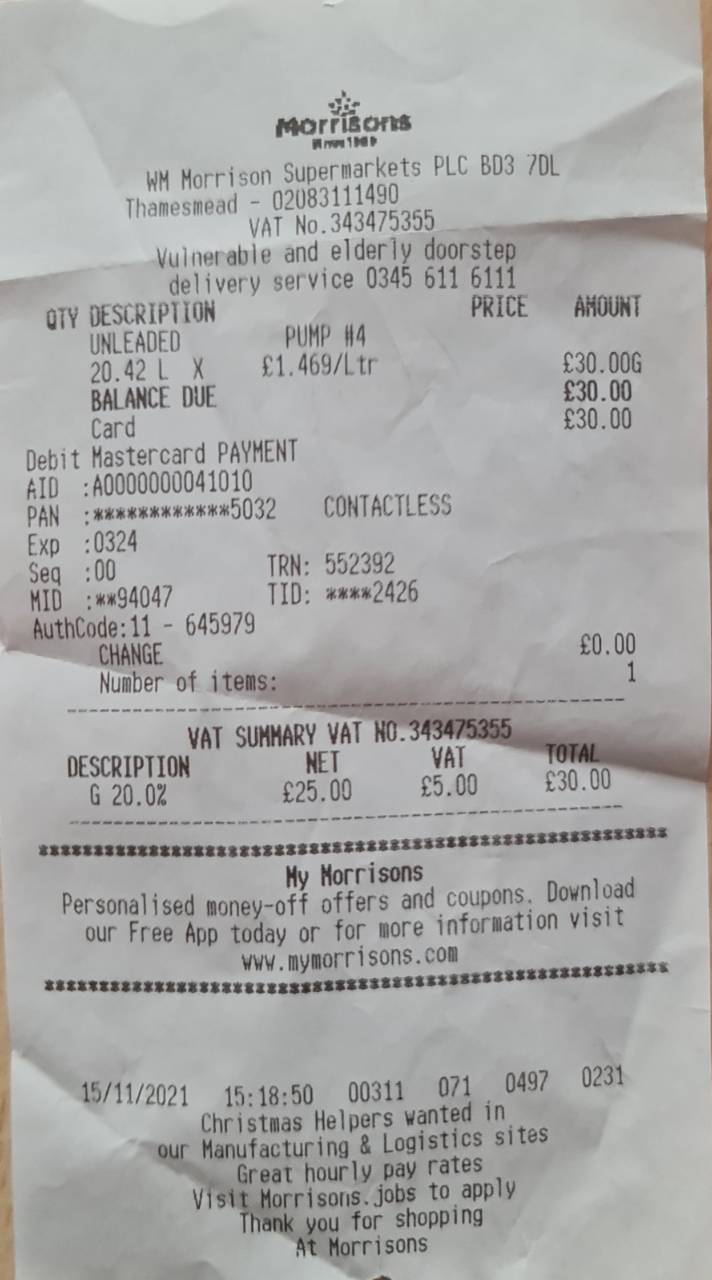 Morrisons
Since 1899
WM Morrison Supermarkets PLC BD3 7DL
Thamesmead - 02083111490
VAT No.343475355
Vulnerable and elderly doorstep
delivery service 0345 611 6111
QTY DESCRIPTION PRICE AMOUNT
UNLEADED PUMP #4
20.42 L X £1.469/Ltr £30.00G
BALANCE DUE £30.00
Card £30.00
Debit Mastercard PAYMENT
AID :A0000000041010
PAN :************5032 CONTACTLESS
Exp :0324
Seq :00 TRN: 552392
MID :**94047 TID: ****2426
AuthCode:11 - 645979
CHANGE £0.00
Number of items: 1
VAT SUMMARY VAT NO.343475355
DESCRIPTION NET VAT TOTAL
G 20.0% £25.00 £5.00 £30.00
My Morrisons
Personalised money-off offers and coupons. Download
our Free App today or for more information visit
www.mymorrisons.com
15/11/2021 15:18:50 00311 071 0497 0231
Christmas Helpers wanted in
our Manufacturing & Logistics sites
Great hourly pay rates
Visit Morrisons.jobs to apply
Thank you for shopping
At Morrisons